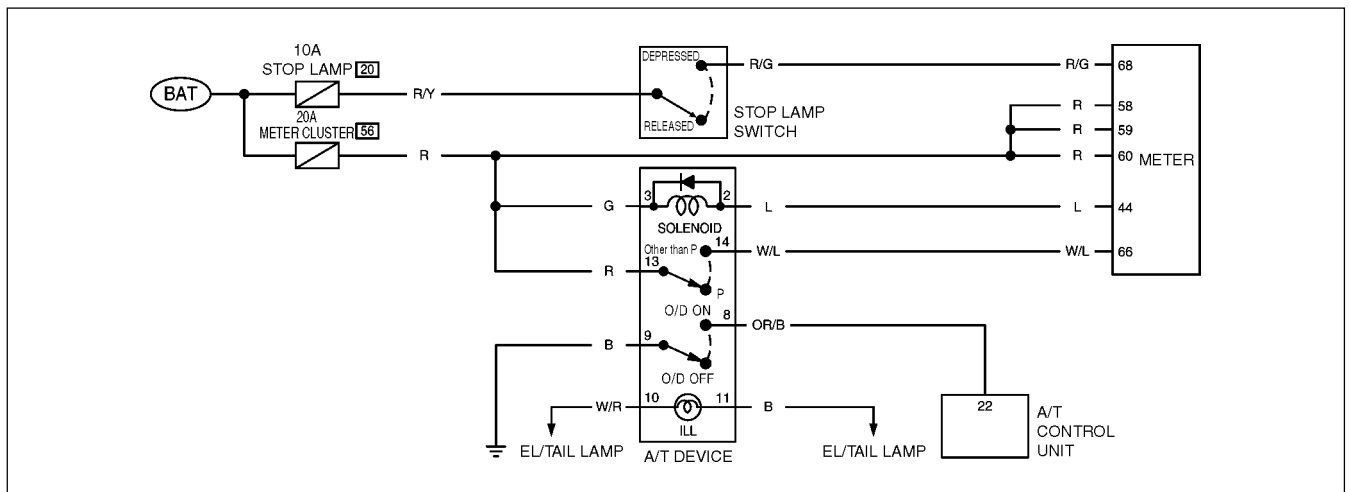 10A
STOP LAMP 20
BAT
R/Y
20A
METER CLUSTER 56
R
DEPRESSED
RELEASED
STOP LAMP
SWITCH
R/G
R/G
68
R
58
R
59
R
60
METER
G
3
2
SOLENOID
L
L
44
Other than P
14
W/L
W/L
66
R
13
P
O/D ON
8
OR/B
B
9
O/D OFF
22
A/T
CONTROL
UNIT
W/R
10
11
B
ILL
EL/TAIL LAMP
A/T DEVICE
EL/TAIL LAMP